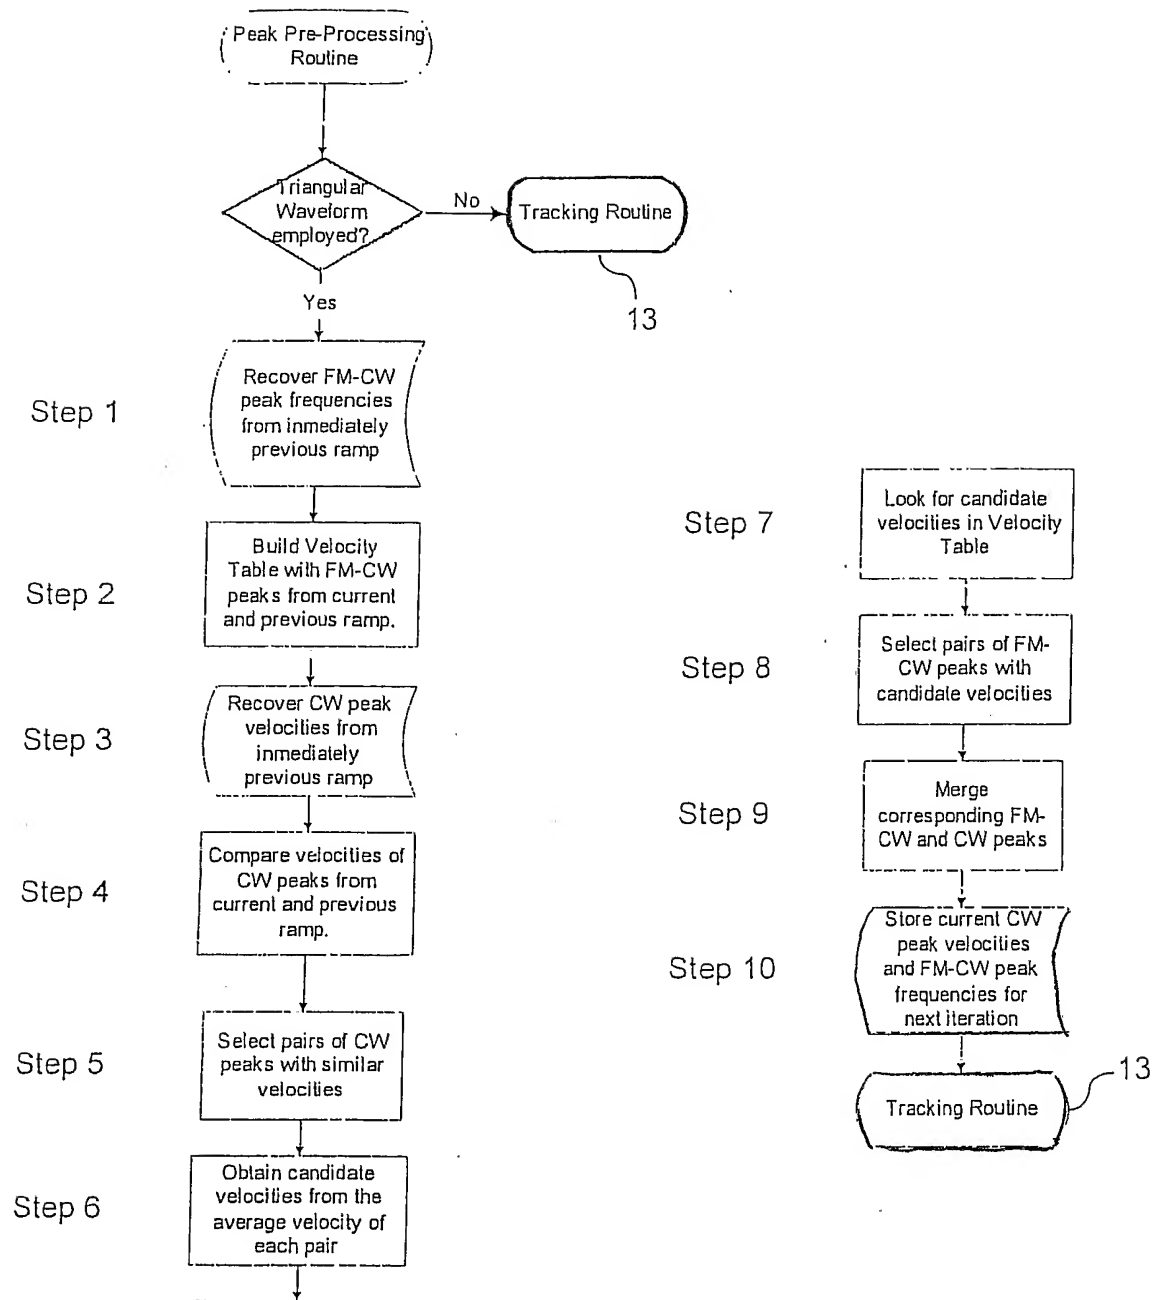 Peak Pre-Processing
Routine
Triangular
Waveform
employed?
No
Tracking Routine
13
Yes
Step 1
Recover FM-CW
peak frequencies
from inmediately
previous ramp
Step 2
Build Velocity
Table with FM-CW
peaks from current
and previous ramp.
Step 3
Recover CW peak
velocities from
inmediately
previous ramp
Step 4
Compare velocities of
CW peaks from
current and previous
ramp.
Step 5
Select pairs of CW
peaks with similar
velocities
Step 6
Obtain candidate
velocities from the
average velocity of
each pair
Step 7
Look for candidate
velocities in Velocity
Table
Step 8
Select pairs of FM-
CW peaks with
candidate velocities
Step 9
Merge
corresponding FM-
CW and CW peaks
Step 10
Store current CW
peak velocities
and FM-CW peak
frequencies for
next iteration
Tracking Routine
13